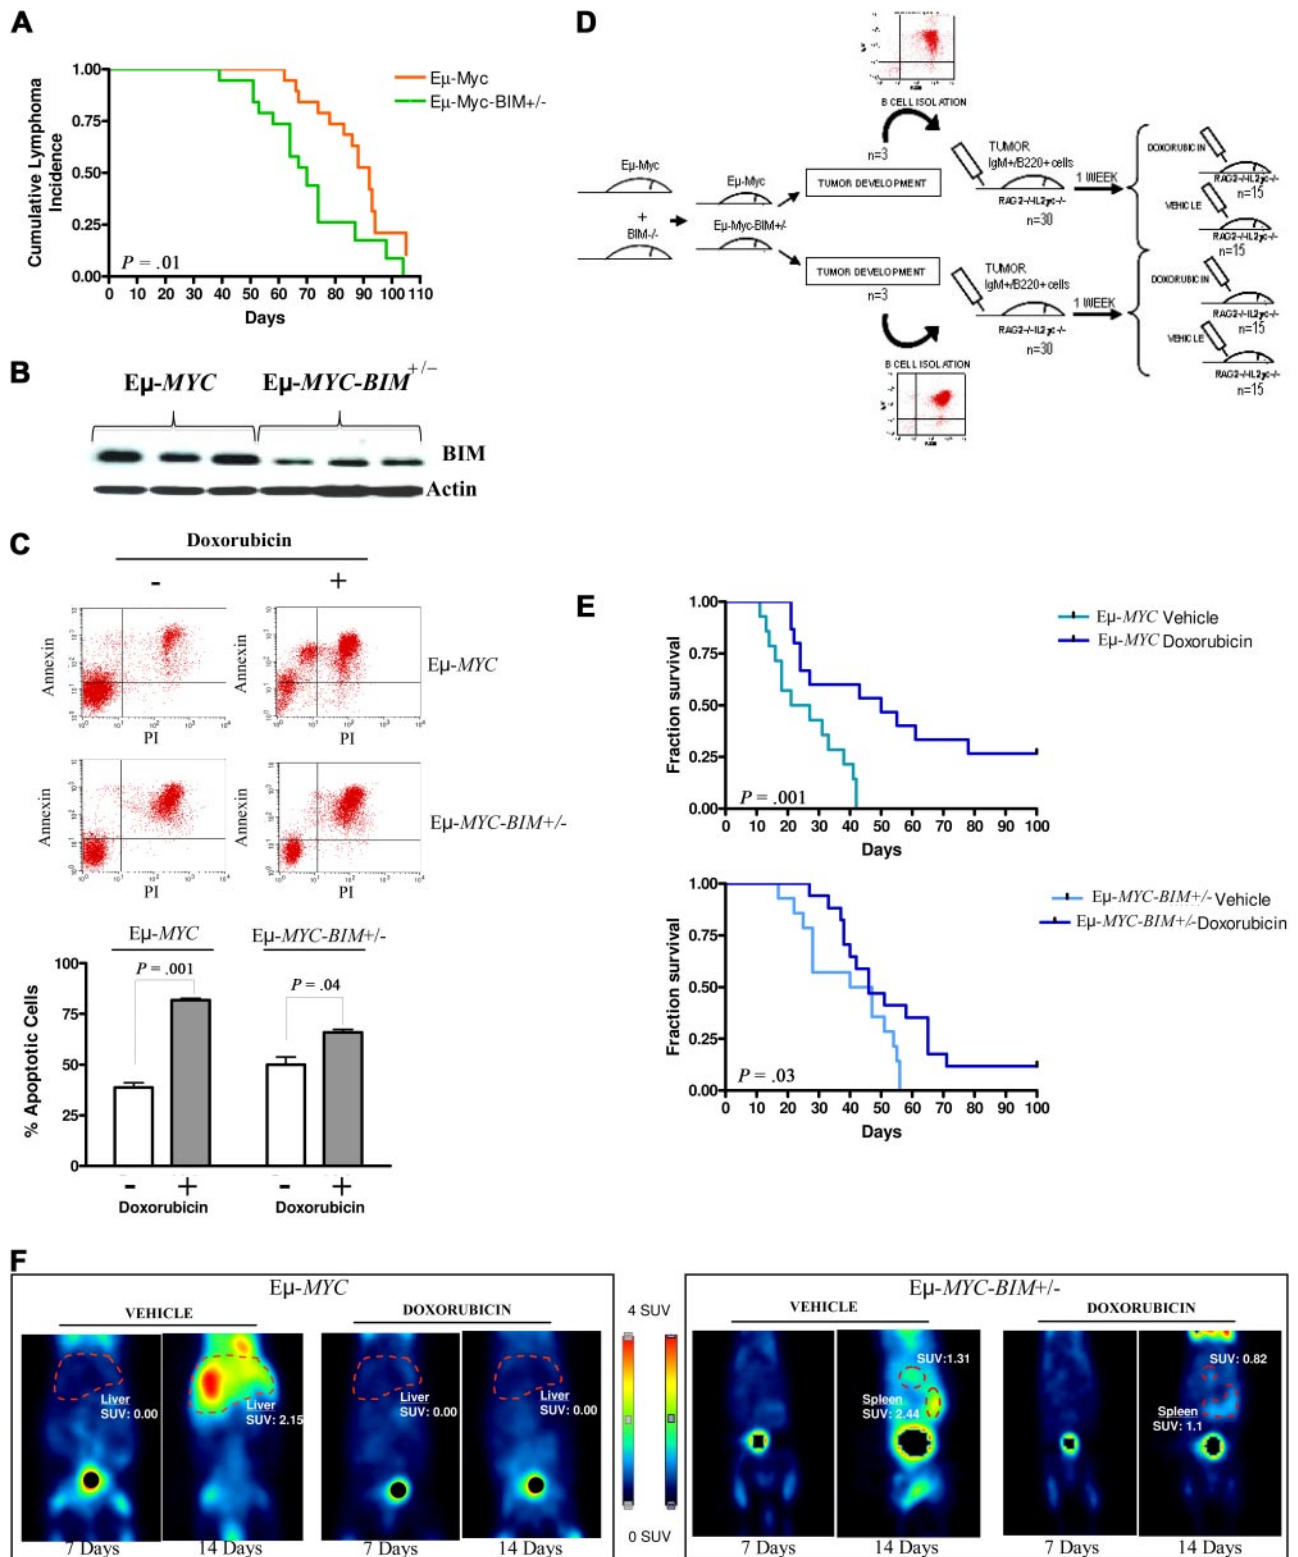 A
Cumulative Lymphoma
Incidence
1.00
0.75
0.50
0.25
0.00
P = .01
0 10 20 30 40 50 60 70 80 90 100 110
Days
Eμ-Myc
Eμ-Myc-BIM+/-
B
Eμ-MYC Eμ-MYC-BIM+/-
BIM
Actin
C
Doxorubicin
- +
Annexin
PI
Annexin
PI
Eμ-MYC
Annexin
PI
Annexin
PI
Eμ-MYC-BIM+/-
Eμ-MYC Eμ-MYC-BIM+/-
% Apoptotic Cells
100
75
50
25
0
P = .001
P = .04
- + - +
Doxorubicin Doxorubicin
D
B CELL ISOLATION
n=3
Eμ-Myc
+
BIM-/-
Eμ-Myc
Eμ-Myc-BIM+/-
TUMOR DEVELOPMENT
TUMOR
IgM+/B220+cells
RAG2-/-IL2γc-/-
n=30
1 WEEK
DOXORUBICIN
RAG2-/-IL2γc-/-
n=15
VEHICLE
RAG2-/-IL2γc-/-
n=15
TUMOR DEVELOPMENT
n=3
TUMOR
IgM+/B220+cells
RAG2-/-IL2γc-/-
n=30
1 WEEK
DOXORUBICIN
RAG2-/-IL2γc-/-
n=15
VEHICLE
RAG2-/-IL2γc-/-
n=15
B CELL ISOLATION
E
Fraction survival
1.00
0.75
0.50
0.25
0.00
P = .001
0 10 20 30 40 50 60 70 80 90 100
Days
Eμ-MYC Vehicle
Eμ-MYC Doxorubicin
Fraction survival
1.00
0.75
0.50
0.25
0.00
P = .03
0 10 20 30 40 50 60 70 80 90 100
Days
Eμ-MYC-BIM+/- Vehicle
Eμ-MYC-BIM+/-Doxorubicin
F
Eμ-MYC
VEHICLE DOXORUBICIN
Liver
SUV: 0.00
Liver
SUV: 2.15
Liver
SUV: 0.00
Liver
SUV: 0.00
7 Days 14 Days 7 Days 14 Days
4 SUV
0 SUV
Eμ-MYC-BIM+/-
VEHICLE DOXORUBICIN
SUV:1.31
Spleen
SUV: 2.44
SUV: 0.82
Spleen
SUV: 1.1
7 Days 14 Days 7 Days 14 Days